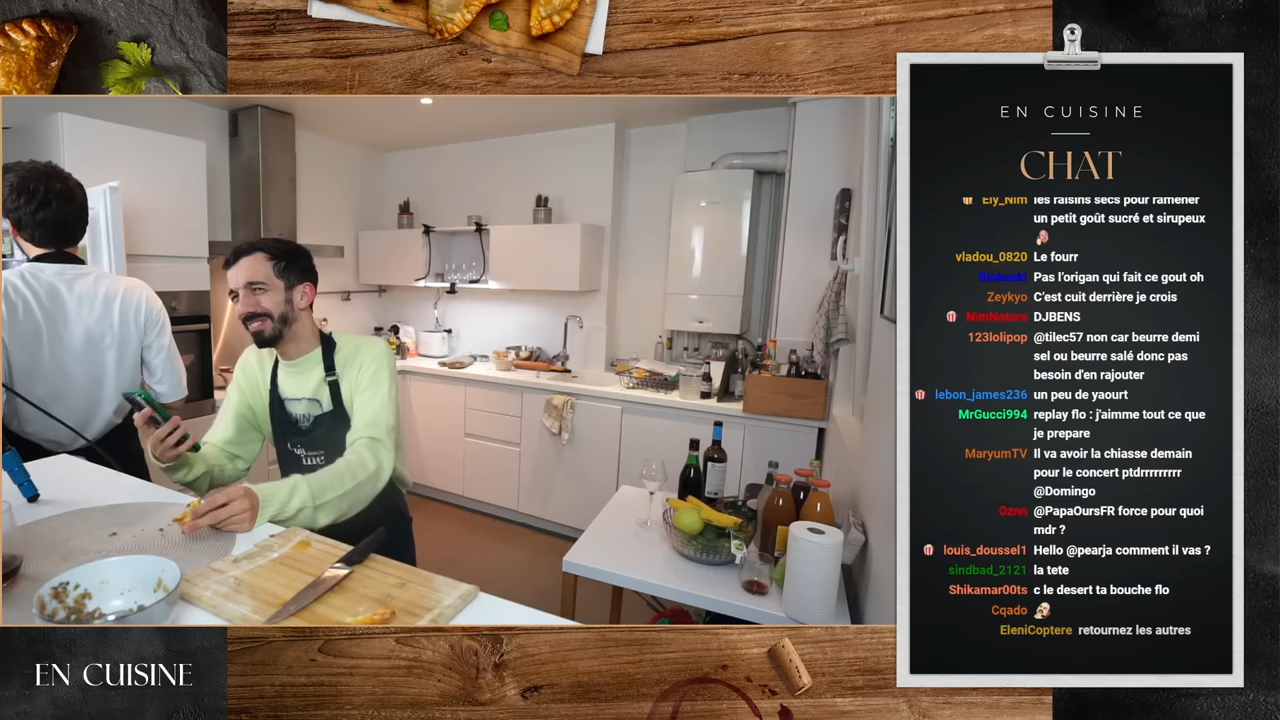 EN CUISINE
CHAT
Ely_Nim les raisins secs pour ramener
un petit goût sucré et sirupeux
vladou_0820 Le fourr
Pas l'origan qui fait ce gout oh
Zeykyo C'est cuit derrière je crois
NimNatora DJBENS
123lolipop @tilec57 non car beurre demi
sel ou beurre salé donc pas
besoin d'en rajouter
lebon_james236 un peu de yaourt
MrGucci994 replay flo : j'aimme tout ce que
je prepare
MaryumTV Il va avoir la chiasse demain
pour le concert ptdrrrrrrrr
@Domingo
Oznn @PapaOursFR force pour quoi
mdr ?
louis_doussel1 Hello @pearja comment il vas ?
sindbad_2121 la tete
Shikamar00ts c le desert ta bouche flo
Cqado
EleniCoptere retournez les autres
EN CUISINE